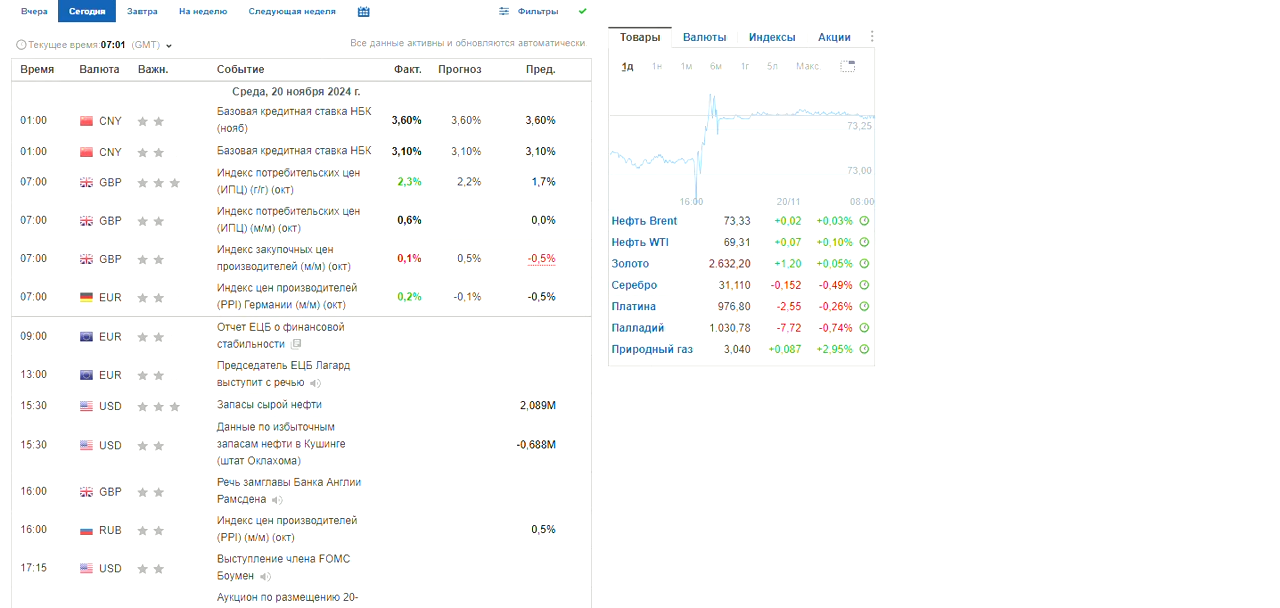 Вчера Сегодня Завтра На неделю Следующая неделя Фильтры
Текущее время:07:01 (GMT) Все данные активны и обновляются автоматически
Время Валюта Важн. Событие Факт. Прогноз Пред.
Среда, 20 ноября 2024 г.
01:00 CNY Базовая кредитная ставка НБК 3,60% 3,60% 3,60%
(нояб)
01:00 CNY Базовая кредитная ставка НБК 3,10% 3,10% 3,10%
07:00 GBP Индекс потребительских цен 2,3% 2,2% 1,7%
(ИПЦ) (г/г) (окт)
07:00 GBP Индекс потребительских цен 0,6% 0,0%
(ИПЦ) (м/м) (окт)
07:00 GBP Индекс закупочных цен 0,1% 0,5% -0,5%
производителей (м/м) (окт)
07:00 EUR Индекс цен производителей 0,2% -0,1% -0,5%
(PPI) Германии (м/м) (окт)
09:00 EUR Отчет ЕЦБ о финансовой
стабильности
13:00 EUR Председатель ЕЦБ Лагард
выступит с речью
15:30 USD Запасы сырой нефти 2,089M
15:30 USD Данные по избыточным
запасам нефти в Кушинге -0,688M
(штат Оклахома)
16:00 GBP Речь замглавы Банка Англии
Рамсдена
16:00 RUB Индекс цен производителей 0,5%
(PPI) (м/м) (окт)
17:15 USD Выступление члена FOMC
Боумен
Аукцион по размещению 20-
Товары Валюты Индексы Акции
1д 1н 1м 6м 1г 5л Макс.
73,25
73,00
16:00 20/11 08:00
Нефть Brent 73,33 +0,02 +0,03%
Нефть WTI 69,31 +0,07 +0,10%
Золото 2.632,20 +1,20 +0,05%
Серебро 31,110 -0,152 -0,49%
Платина 976,80 -2,55 -0,26%
Палладий 1.030,78 -7,72 -0,74%
Природный газ 3,040 +0,087 +2,95%